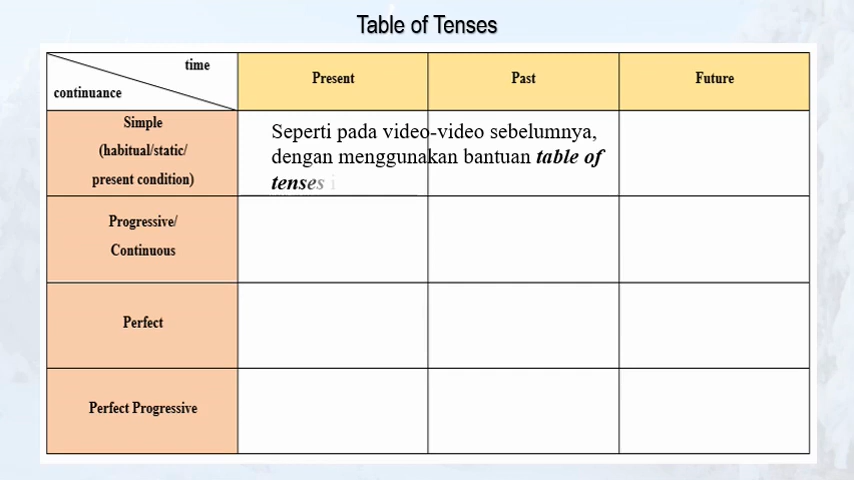 Table of Tenses
time
continuance
Present
Past
Future
Simple
(habitual/static/
present condition)
Seperti pada video-video sebelumnya,
dengan menggunakan bantuan table of
tenses i
Progressive/
Continuous
Perfect
Perfect Progressive